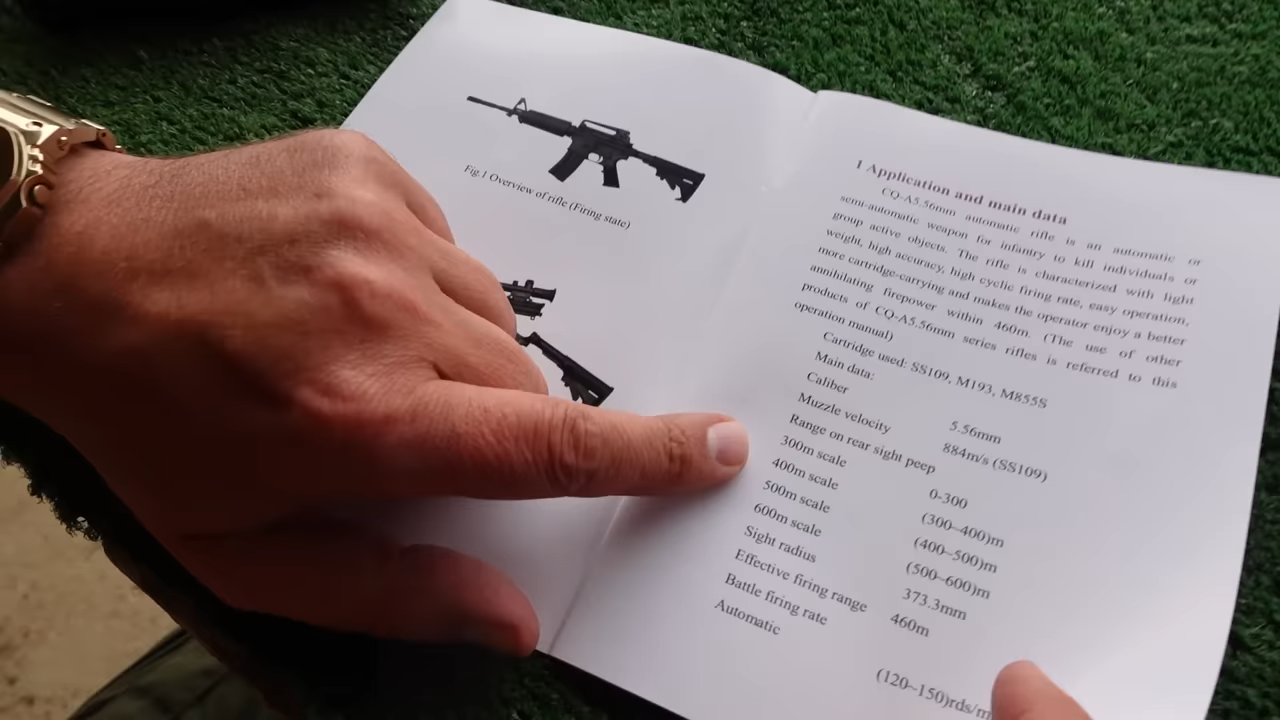 Fig.1 Overview of rifle (Firing state)
1 Application and main data
CQ-A5.56mm automatic rifle is an automatic or
semi-automatic weapon for infantry to kill individuals or
group active objects. The rifle is characterized with light
weight, high accuracy, high cyclic firing rate, easy operation,
more cartridge-carrying and makes the operator enjoy a better
annihilating firepower within 460m. (The use of other
products of CQ-A5.56mm series rifles is referred to this
operation manual)
Cartridge used: SS109, M193, M855S
Main data:
Caliber 5.56mm
Muzzle velocity 884m/s (SS109)
Range on rear sight peep
300m scale 0-300
400m scale (300~400)m
500m scale (400~500)m
600m scale (500~600)m
Sight radius 373.3mm
Effective firing range 460m
Battle firing rate
Automatic (120~150)rds/m